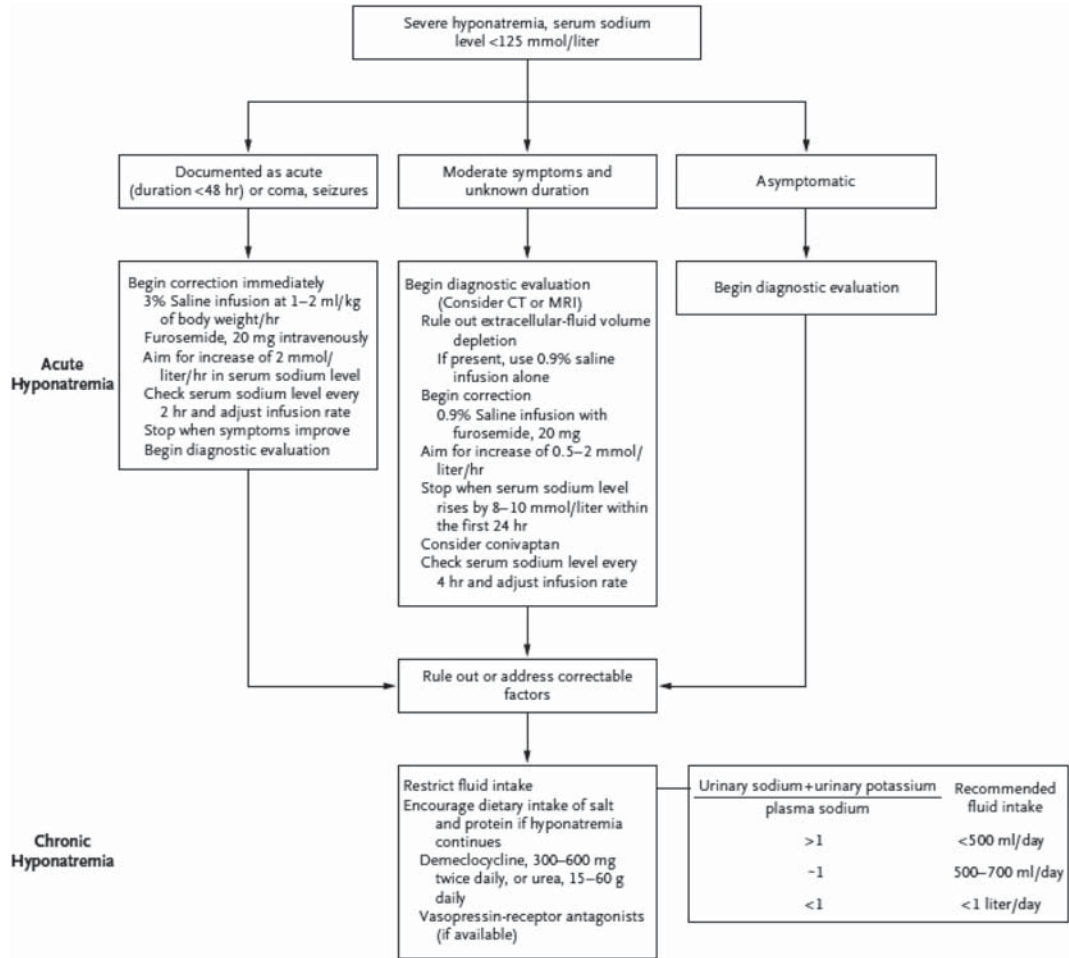 Severe hyponatremia, serum sodium
level <125 mmol/liter
Documented as acute
(duration <48 hr) or coma, seizures
Moderate symptoms and
unknown duration
Asymptomatic
Acute
Hyponatremia
Begin correction immediately
3% Saline infusion at 1–2 ml/kg
of body weight/hr
Furosemide, 20 mg intravenously
Aim for increase of 2 mmol/
liter/hr in serum sodium level
Check serum sodium level every
2 hr and adjust infusion rate
Stop when symptoms improve
Begin diagnostic evaluation
Begin diagnostic evaluation
(Consider CT or MRI)
Rule out extracellular-fluid volume
depletion
If present, use 0.9% saline
infusion alone
Begin correction
0.9% Saline infusion with
furosemide, 20 mg
Aim for increase of 0.5–2 mmol/
liter/hr
Stop when serum sodium level
rises by 8–10 mmol/liter within
the first 24 hr
Consider conivaptan
Check serum sodium level every
4 hr and adjust infusion rate
Begin diagnostic evaluation
Rule out or address correctable
factors
Chronic
Hyponatremia
Restrict fluid intake
Encourage dietary intake of salt
and protein if hyponatremia
continues
Demeclocycline, 300–600 mg
twice daily, or urea, 15–60 g
daily
Vasopressin-receptor antagonists
(if available)
Urinary sodium+urinary potassium
plasma sodium
Recommended
fluid intake
>1 <500 ml/day
~1 500–700 ml/day
<1 <1 liter/day